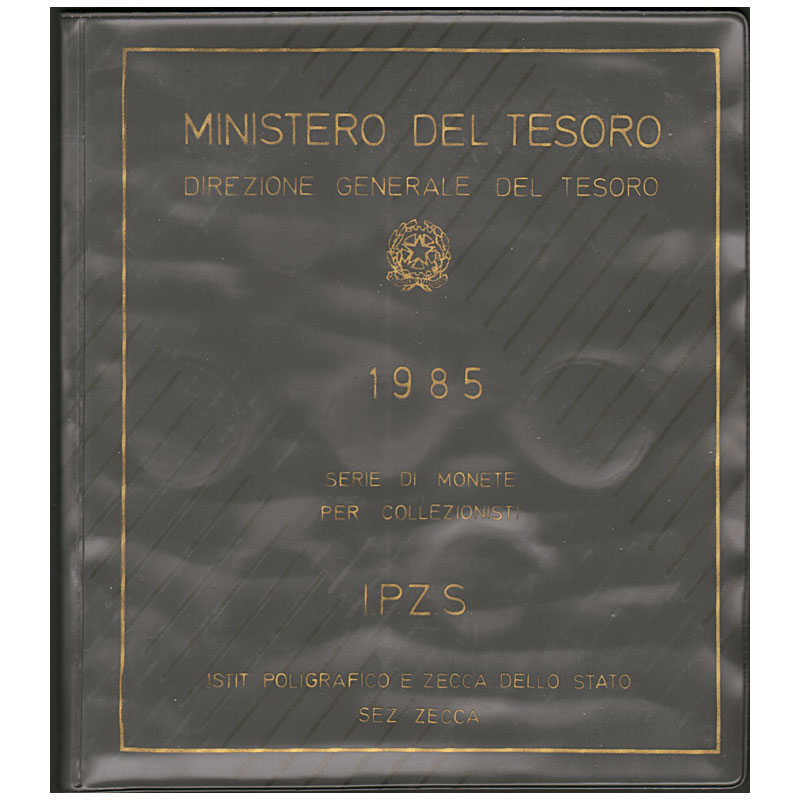 MINISTERO DEL TESORO
DIREZIONE GENERALE DEL TESORO
1985
SERIE DI MONETE
PER COLLEZIONISTI
I.P.Z.S.
ISTIT. POLIGRAFICO E ZECCA DELLO STATO
SEZ. ZECCA